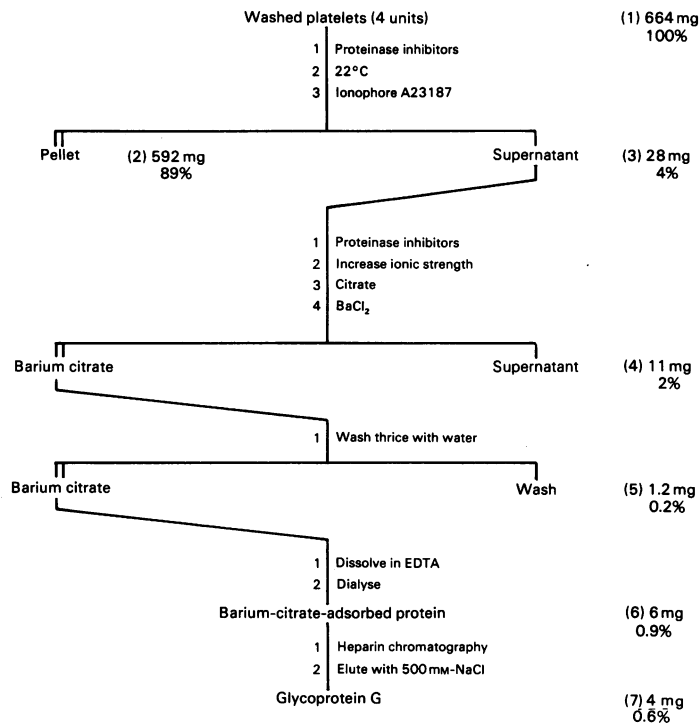 Washed platelets (4 units) (1) 664 mg
100%
1 Proteinase inhibitors
2 22°C
3 Ionophore A23187
Pellet (2) 592 mg Supernatant (3) 28 mg
89% 4%
1 Proteinase inhibitors
2 Increase ionic strength
3 Citrate
4 BaCl₂
Barium citrate Supernatant (4) 11 mg
2%
1 Wash thrice with water
Barium citrate Wash (5) 1.2 mg
0.2%
1 Dissolve in EDTA
2 Dialyse
Barium-citrate-adsorbed protein (6) 6 mg
0.9%
1 Heparin chromatography
2 Elute with 500 mM-NaCl
Glycoprotein G (7) 4 mg
0.6%